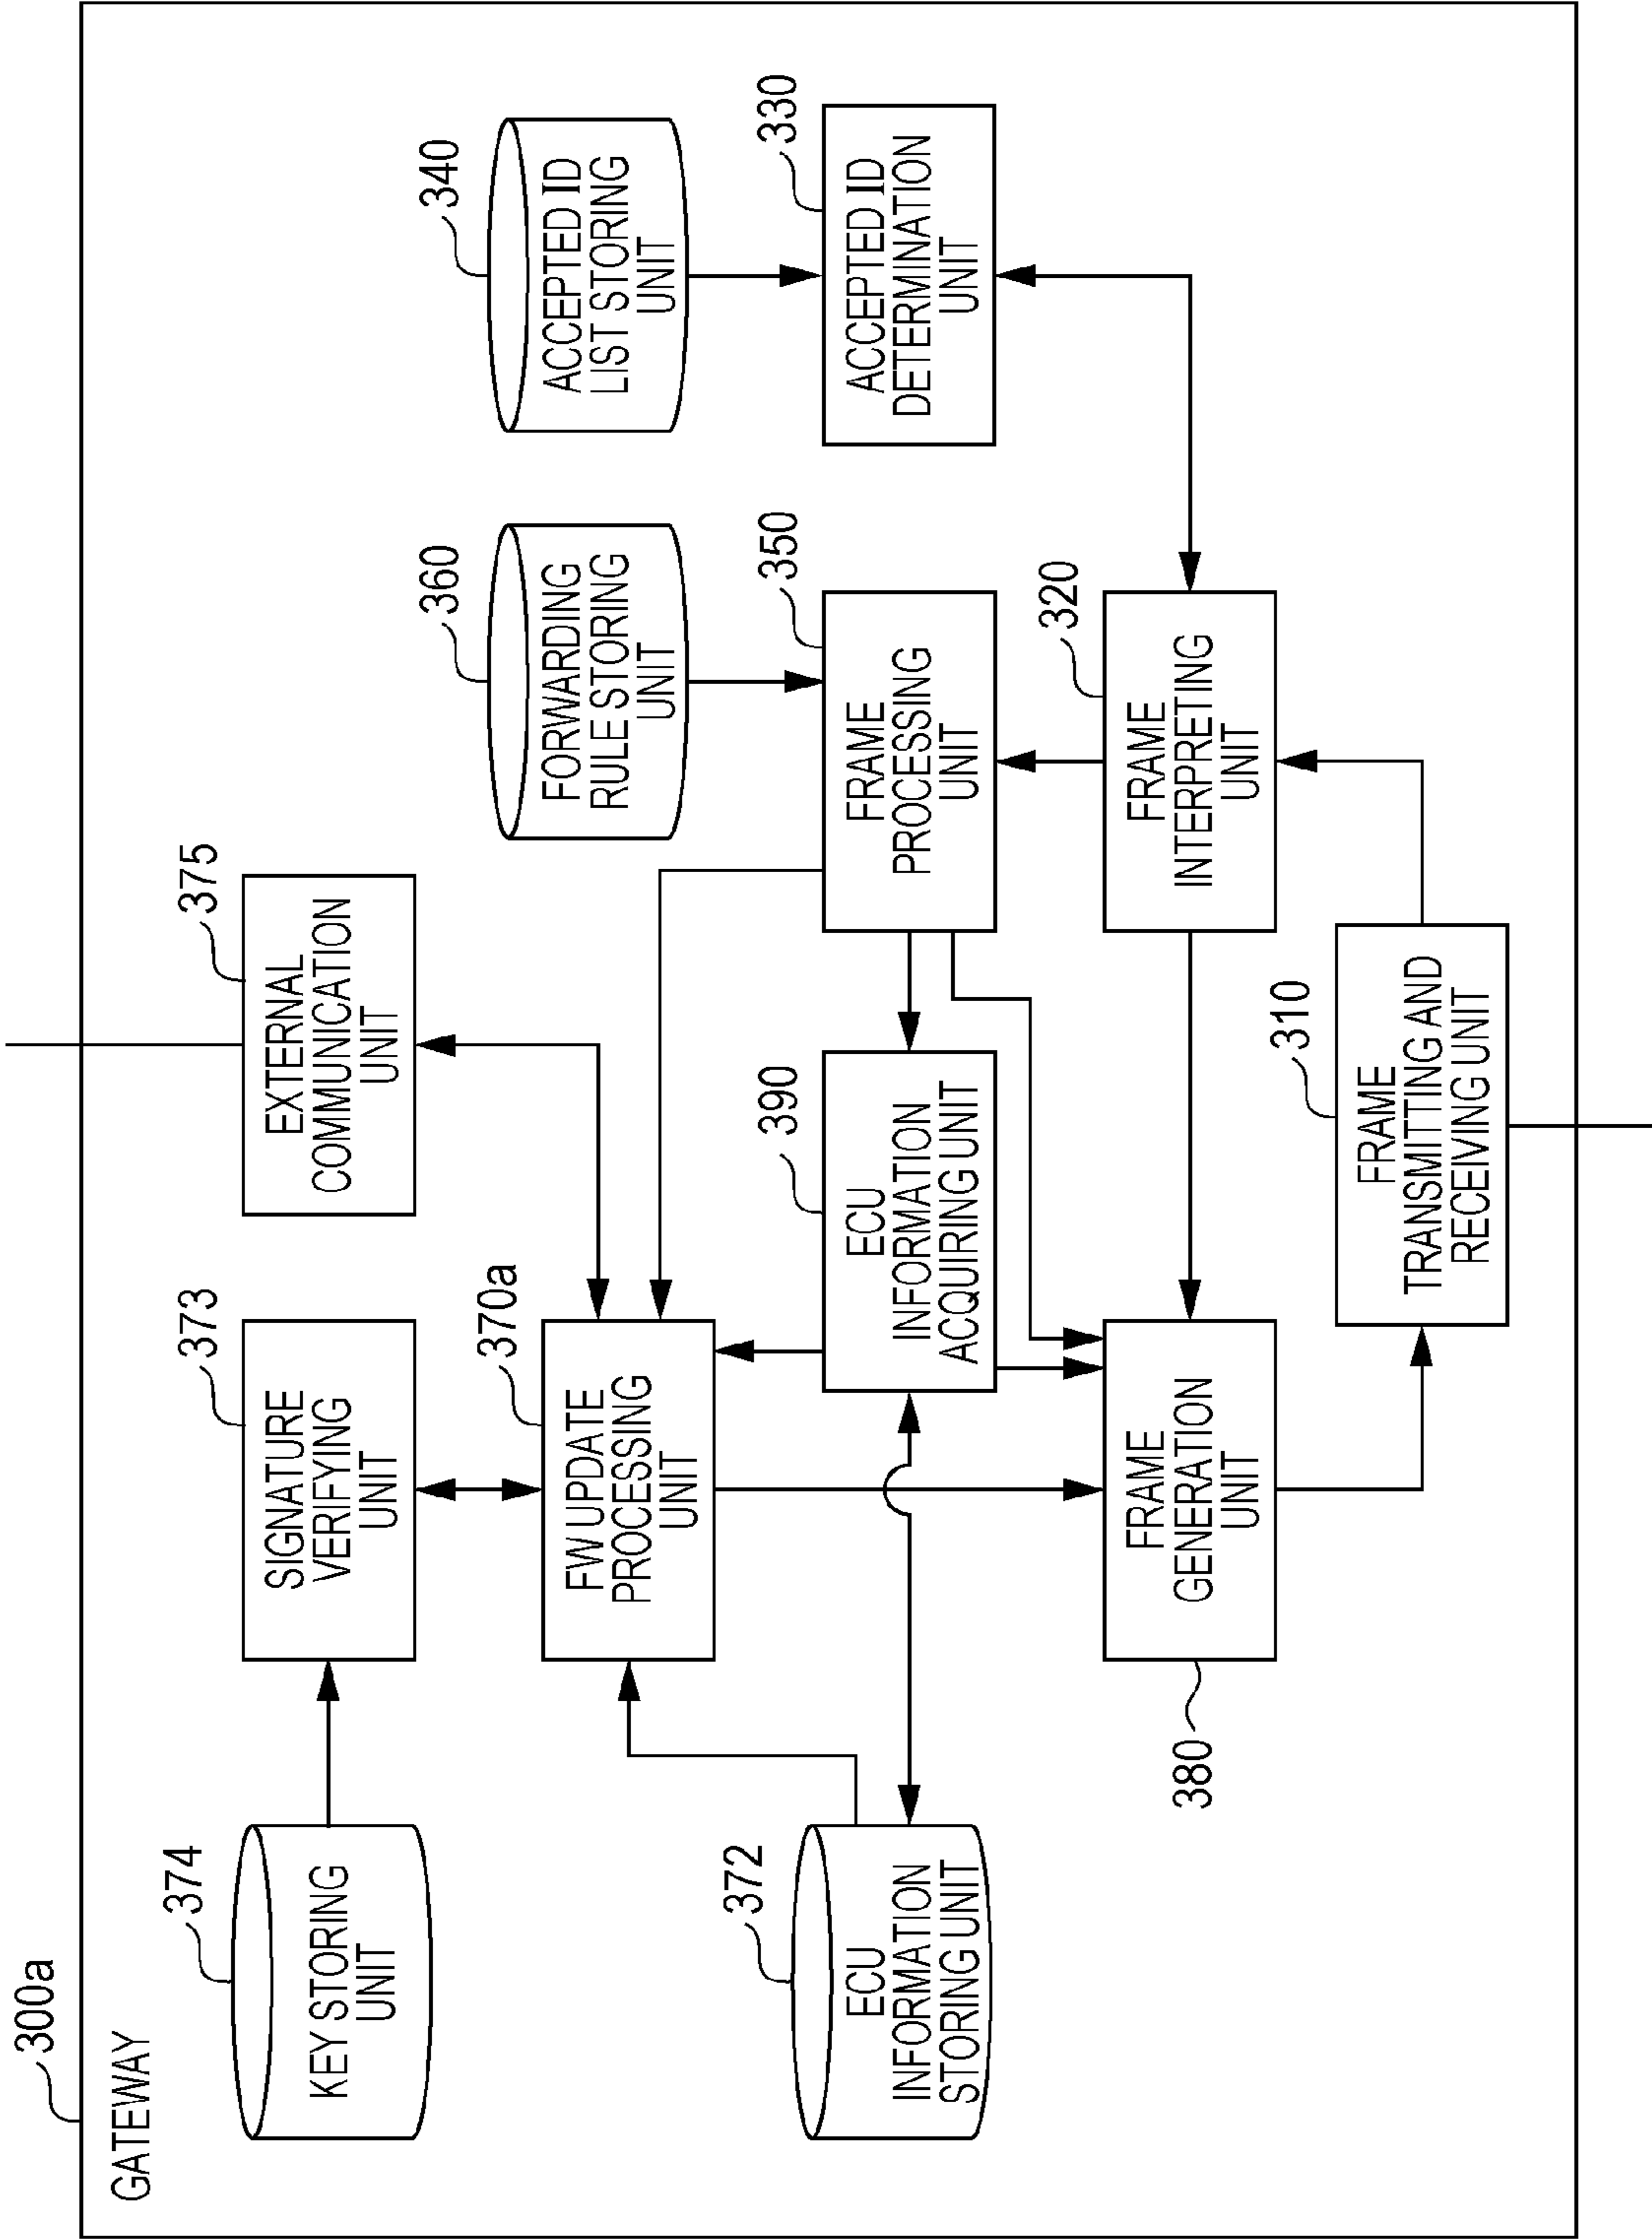 300a
GATEWAY
374
KEY STORING
UNIT
373
SIGNATURE
VERIFYING
UNIT
375
EXTERNAL
COMMUNICATION
UNIT
360
FORWARDING
RULE STORING
UNIT
340
ACCEPTED ID
LIST STORING
UNIT
370a
FW UPDATE
PROCESSING
UNIT
372
ECU
INFORMATION
STORING UNIT
390
ECU
INFORMATION
ACQUIRING UNIT
350
FRAME
PROCESSING
UNIT
330
ACCEPTED ID
DETERMINATION
UNIT
380
FRAME
GENERATION
UNIT
320
FRAME
INTERPRETING
UNIT
310
FRAME
TRANSMITTING AND
RECEIVING UNIT